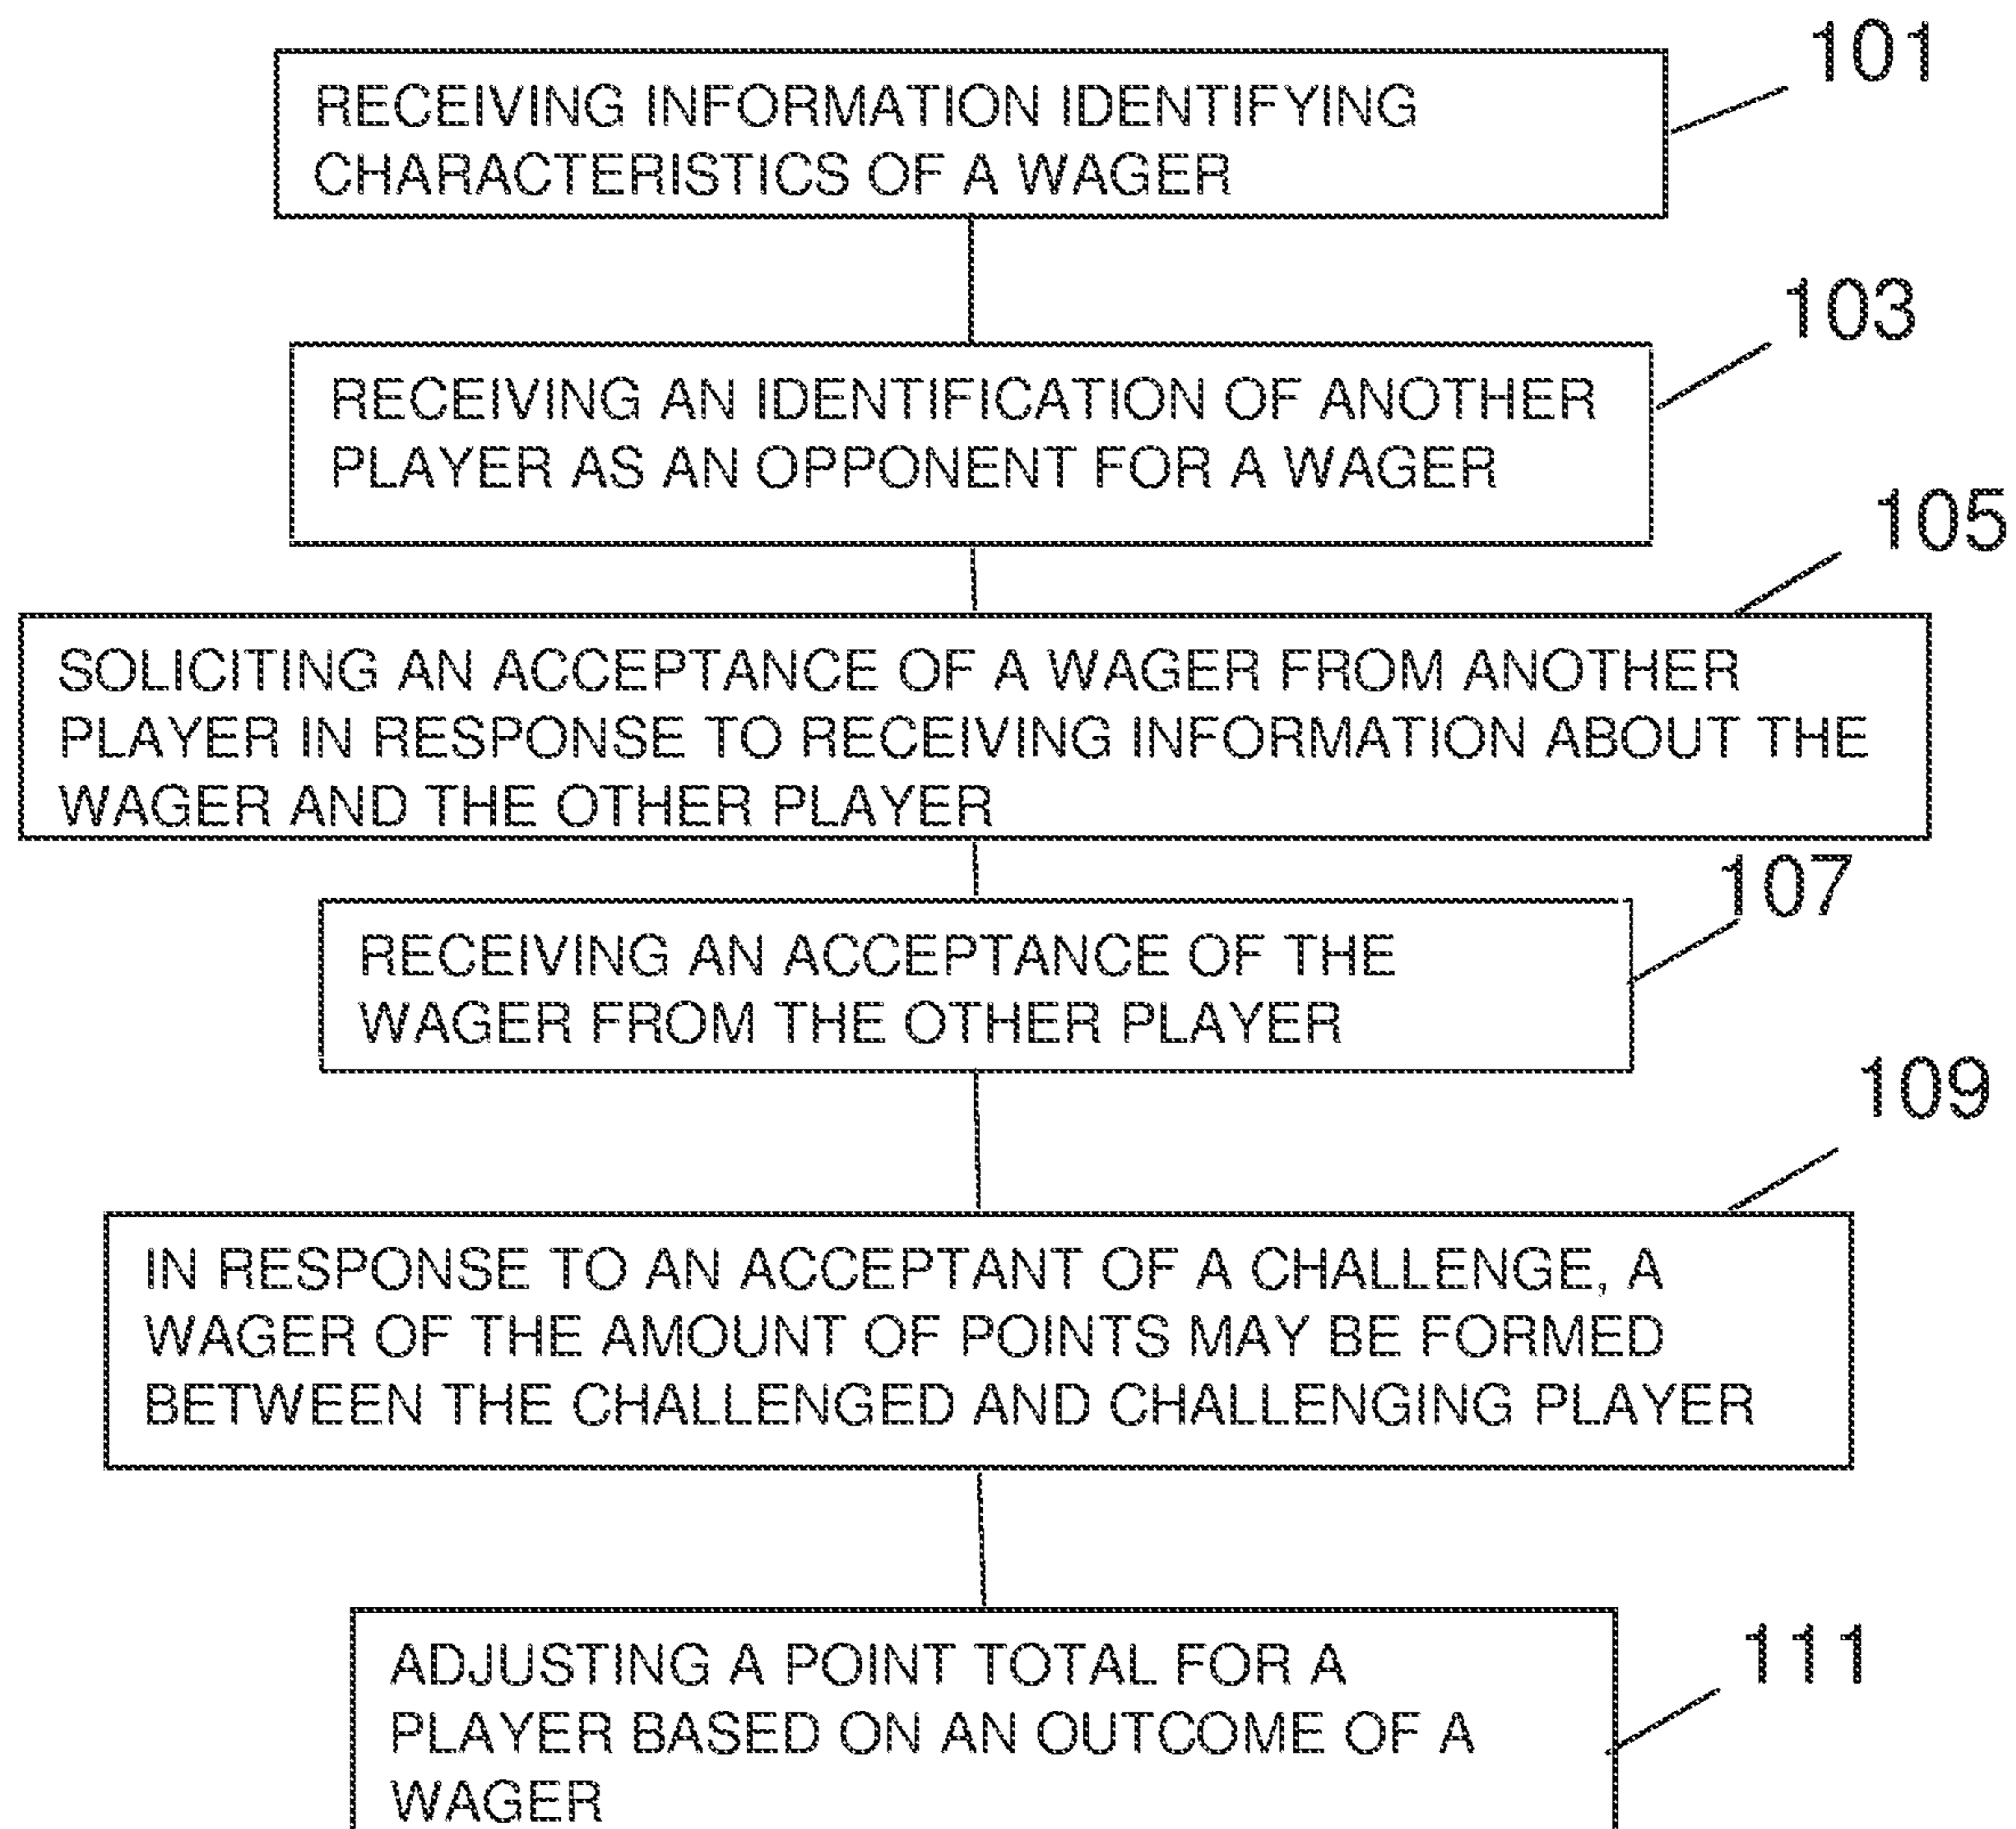 101
RECEIVING INFORMATION IDENTIFYING
CHARACTERISTICS OF A WAGER
103
RECEIVING AN IDENTIFICATION OF ANOTHER
PLAYER AS AN OPPONENT FOR A WAGER
105
SOLICITING AN ACCEPTANCE OF A WAGER FROM ANOTHER
PLAYER IN RESPONSE TO RECEIVING INFORMATION ABOUT THE
WAGER AND THE OTHER PLAYER
107
RECEIVING AN ACCEPTANCE OF THE
WAGER FROM THE OTHER PLAYER
109
IN RESPONSE TO AN ACCEPTANT OF A CHALLENGE, A
WAGER OF THE AMOUNT OF POINTS MAY BE FORMED
BETWEEN THE CHALLENGED AND CHALLENGING PLAYER
111
ADJUSTING A POINT TOTAL FOR A
PLAYER BASED ON AN OUTCOME OF A
WAGER